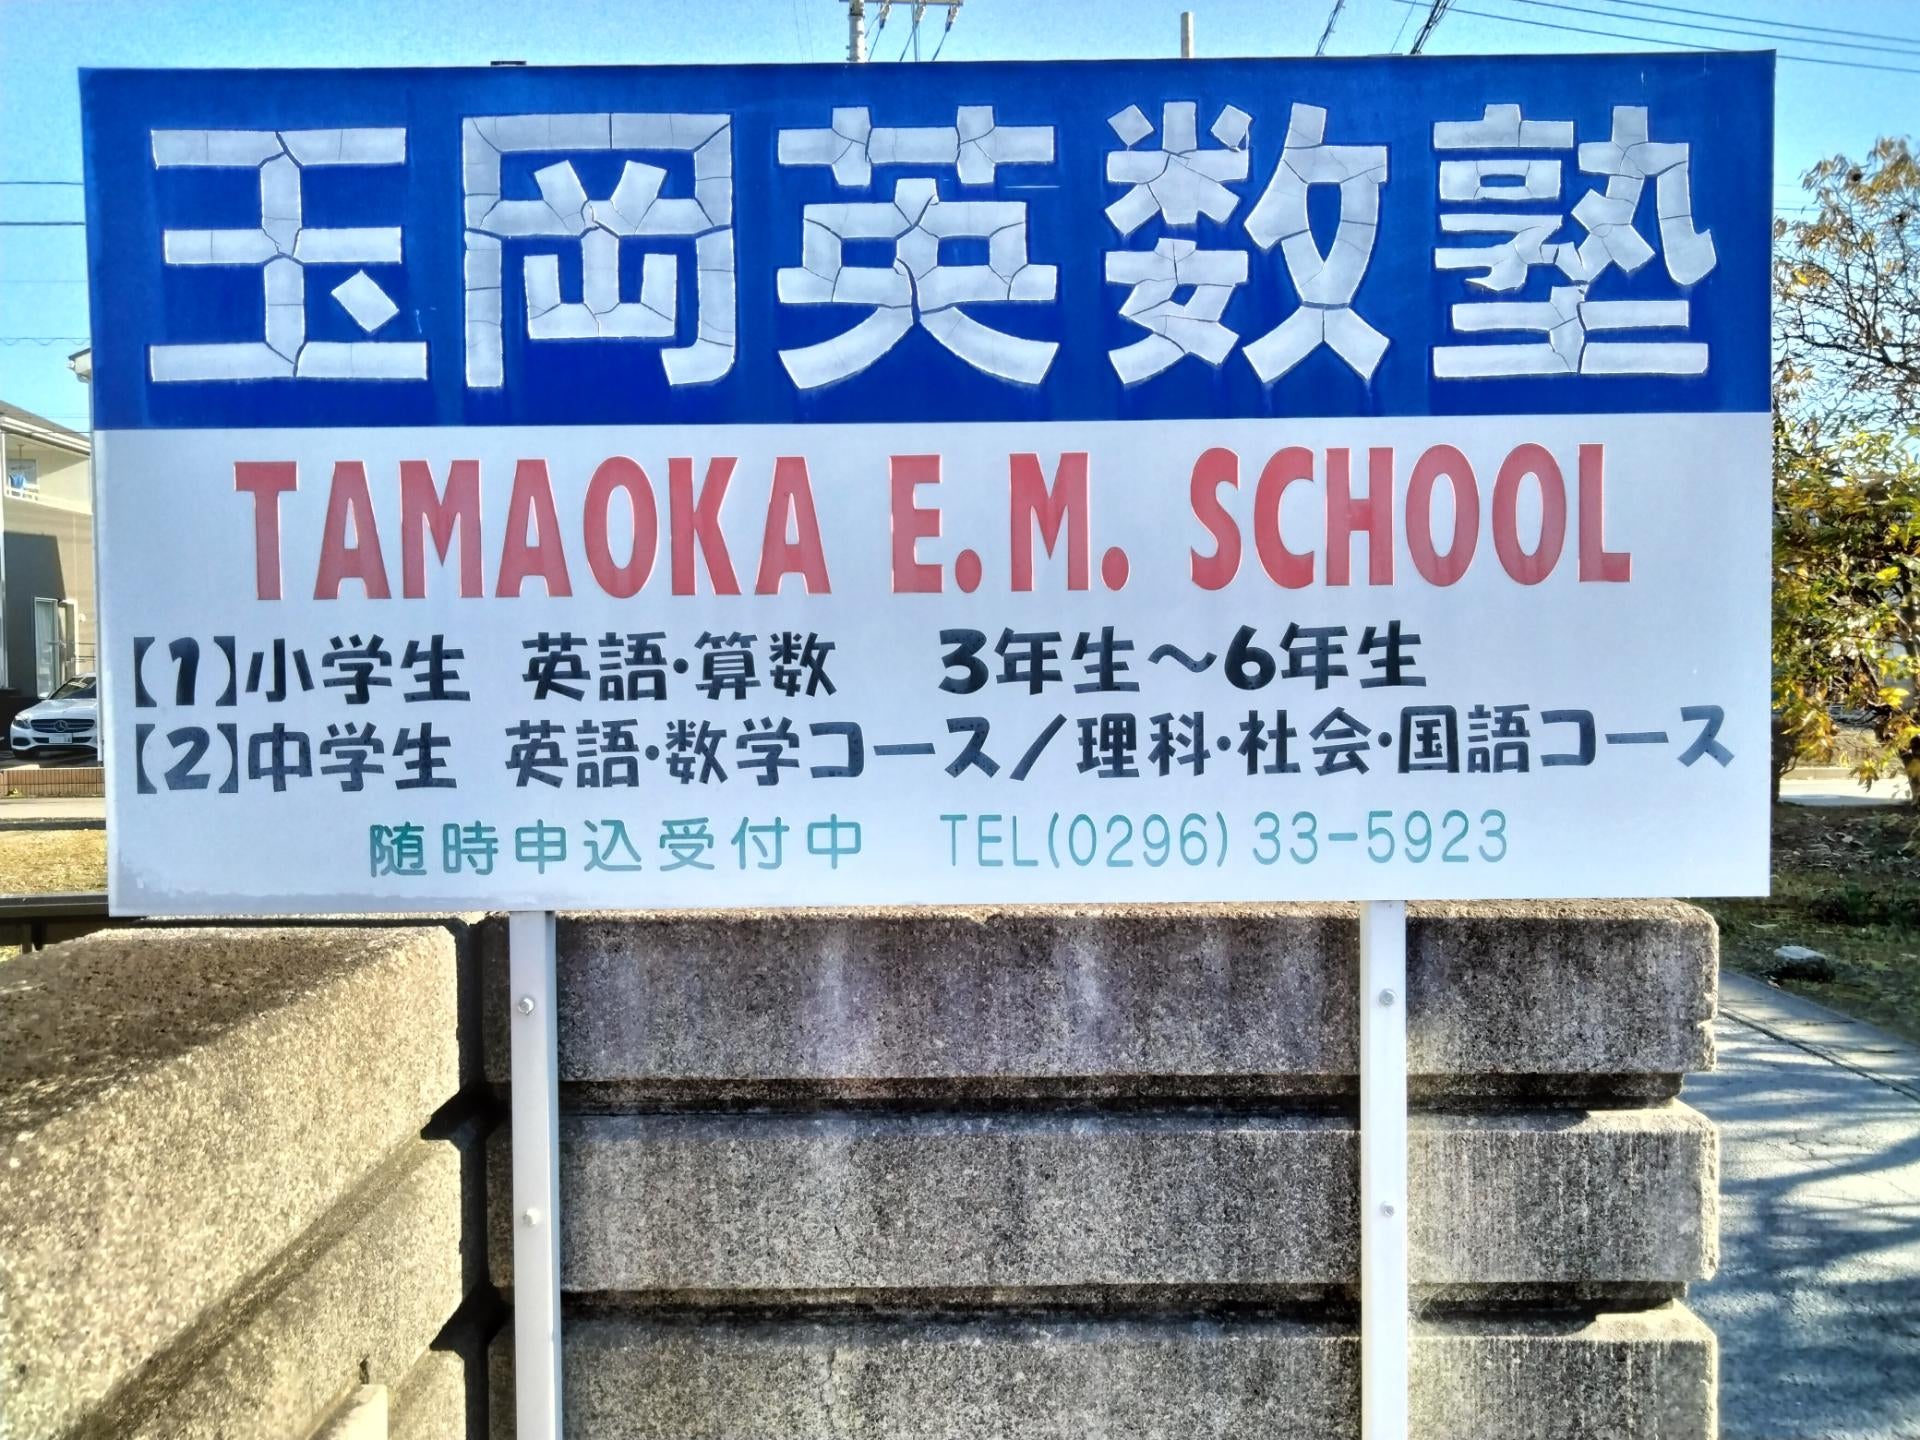 玉岡英数塾
TAMAOKA E.M. SCHOOL
【1】小学生 英語・算数 3年生〜6年生
【2】中学生 英語・数学コース/理科・社会・国語コース
随時申込受付中 TEL(0296)33-5923